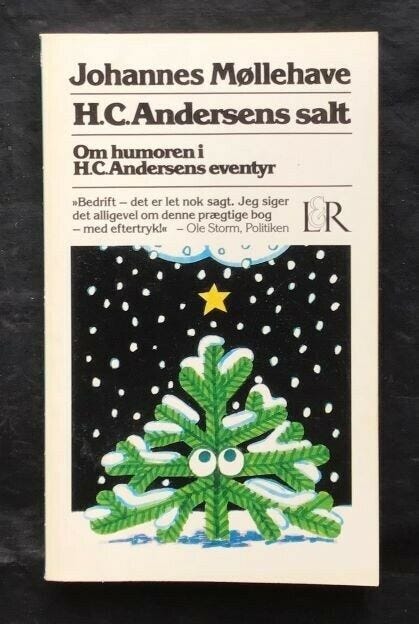 Johannes Møllehave
H.C. Andersens salt
Om humoren i
H.C. Andersens eventyr
»Bedrift – det er let nok sagt. Jeg siger
det alligevel om denne prægtige bog
– med eftertryk!« – Ole Storm, Politiken
L&R